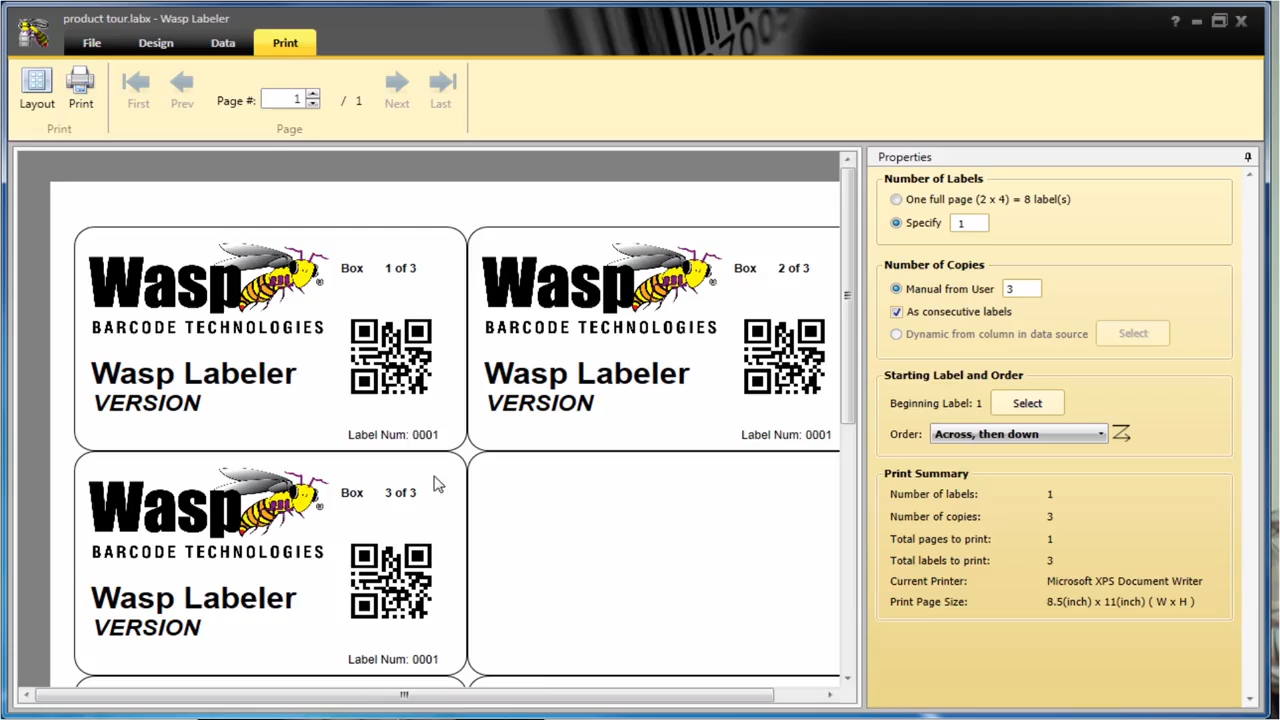 product tour.labx - Wasp Labeler
File Design Data Print
Layout Print First Prev Page #: 1 / 1 Next Last
Print Page
Properties
Number of Labels
One full page (2 x 4) = 8 label(s)
Specify 1
Number of Copies
Manual from User 3
As consecutive labels
Dynamic from column in data source Select
Starting Label and Order
Beginning Label: 1 Select
Order: Across, then down
Print Summary
Number of labels: 1
Number of copies: 3
Total pages to print: 1
Total labels to print: 3
Current Printer: Microsoft XPS Document Writer
Print Page Size: 8.5(inch) x 11(inch) ( W x H )
Wasp ®
Box 1 of 3
BARCODE TECHNOLOGIES
Wasp Labeler
VERSION
Label Num: 0001
Wasp ®
Box 2 of 3
BARCODE TECHNOLOGIES
Wasp Labeler
VERSION
Label Num: 0001
Wasp ®
Box 3 of 3
BARCODE TECHNOLOGIES
Wasp Labeler
VERSION
Label Num: 0001